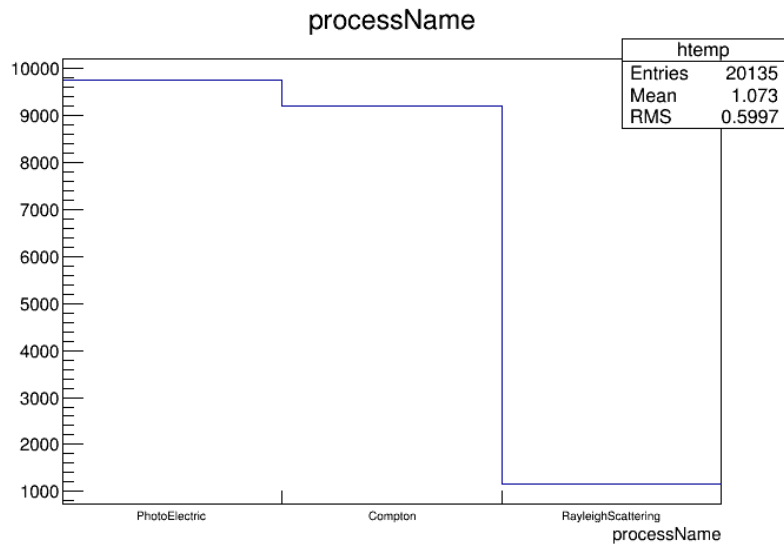 processName
htemp
Entries 20135
Mean 1.073
RMS 0.5997
10000
9000
8000
7000
6000
5000
4000
3000
2000
1000
PhotoElectric Compton RayleighScattering
processName